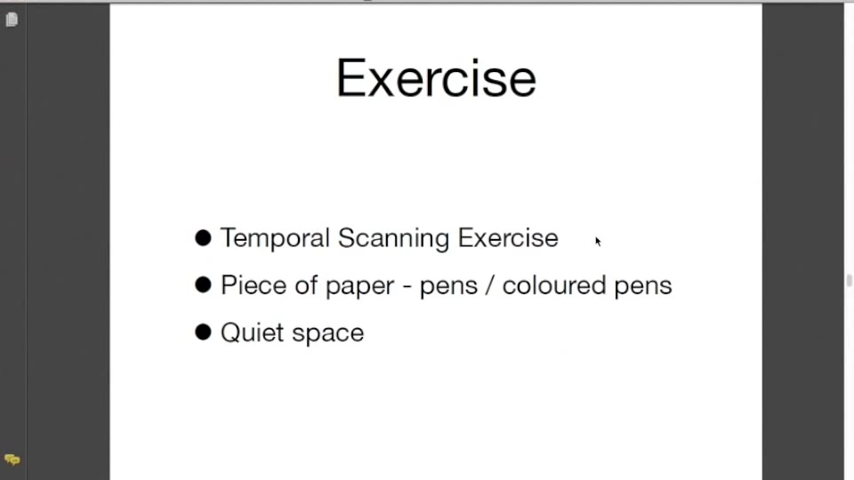 Exercise
● Temporal Scanning Exercise
● Piece of paper - pens / coloured pens
● Quiet space